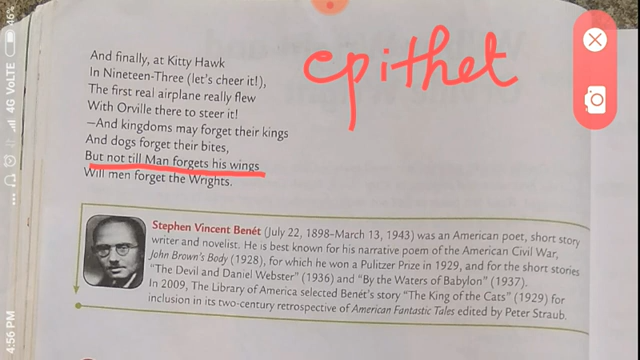 46%
4G VOLTE
4:56 PM
epithet
And finally, at Kitty Hawk
In Nineteen-Three (let's cheer it!),
The first real airplane really flew
With Orville there to steer it!
—And kingdoms may forget their kings
And dogs forget their bites,
But not till Man forgets his wings
Will men forget the Wrights.
Stephen Vincent Benét (July 22, 1898–March 13, 1943) was an American poet, short story
writer and novelist. He is best known for his narrative poem of the American Civil War,
John Brown's Body (1928), for which he won a Pulitzer Prize in 1929, and for the short stories
"The Devil and Daniel Webster" (1936) and "By the Waters of Babylon" (1937).
In 2009, The Library of America selected Benét's story "The King of the Cats" (1929) for
inclusion in its two-century retrospective of American Fantastic Tales edited by Peter Straub.